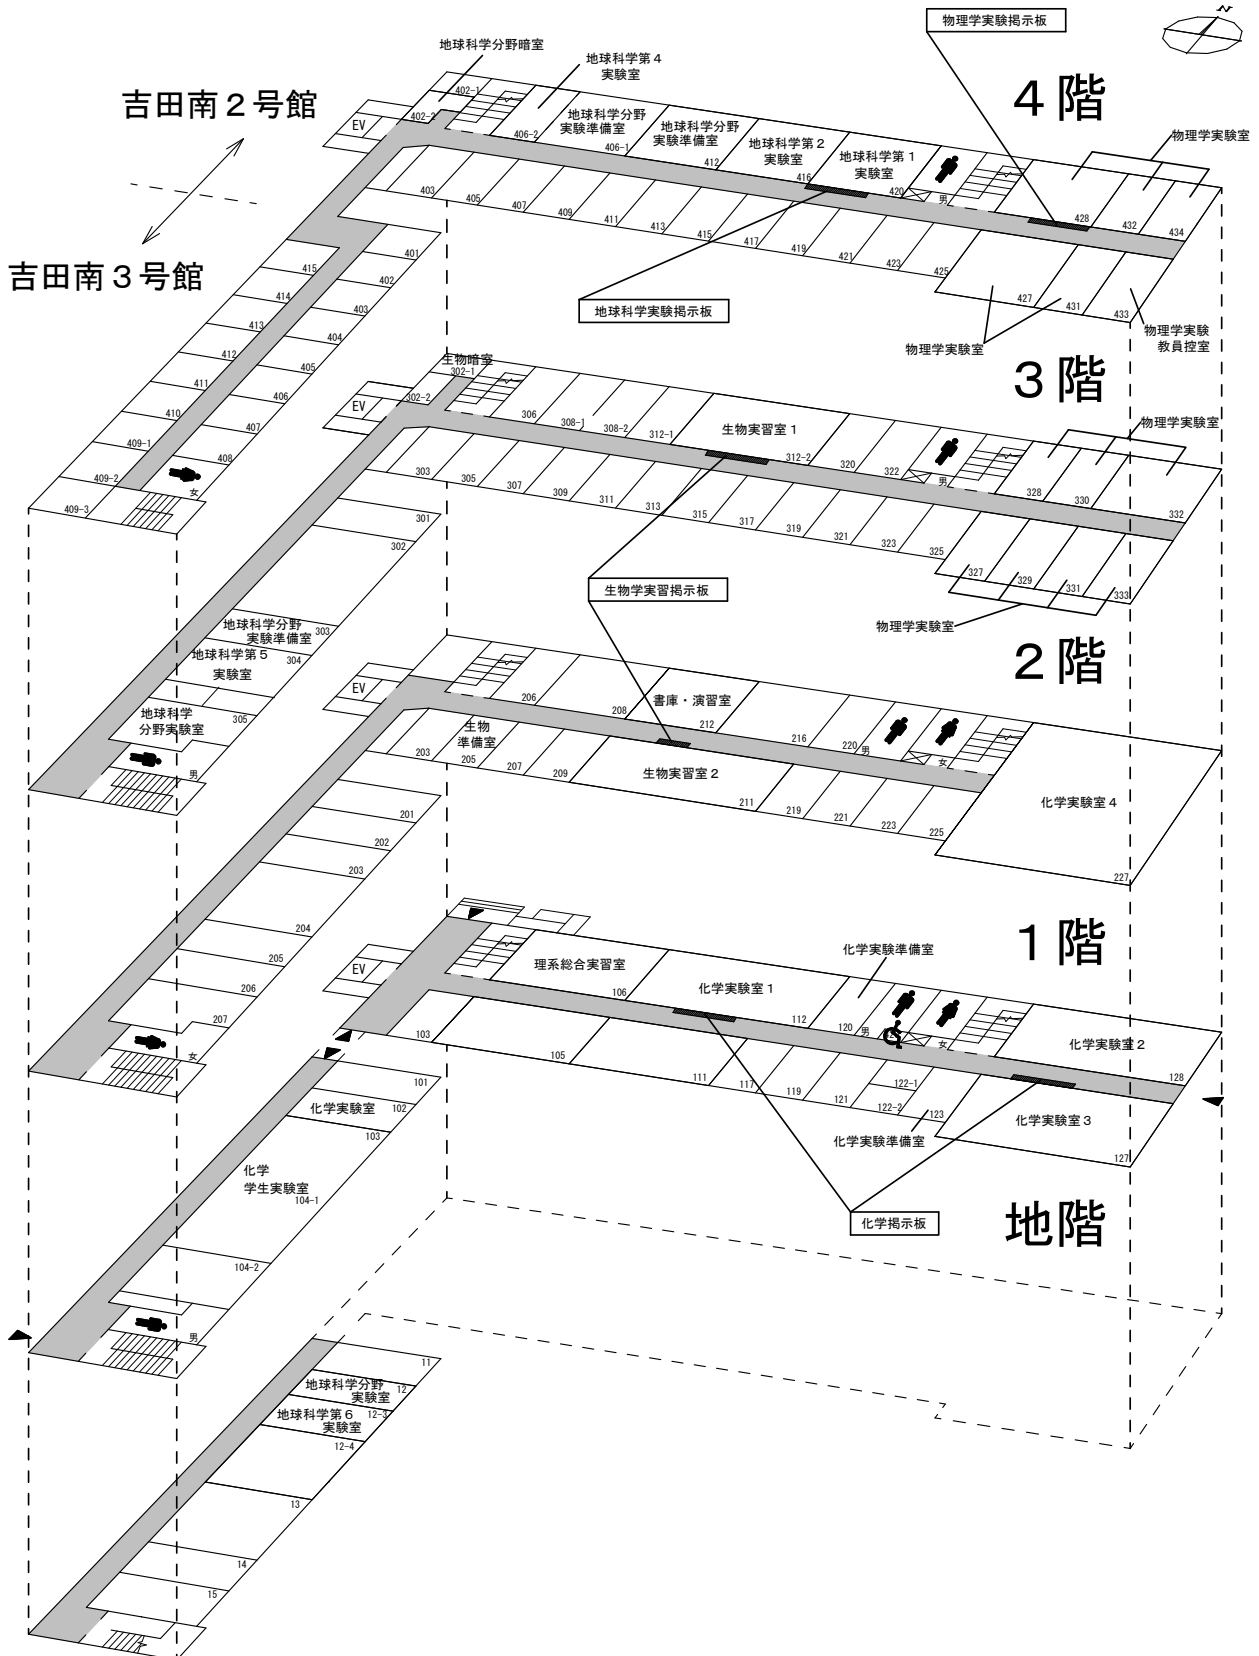 物理学実験掲示板
N
地球科学分野暗室
地球科学第４
実験室
４階
吉田南２号館
402-1
402-2
EV
406-2
地球科学分野
実験準備室
406-1
地球科学分野
実験準備室
412
地球科学第２
実験室
416
地球科学第１
実験室
420
男
物理学実験室
428
432
434
403
405
407
409
411
413
415
417
419
421
423
425
427
431
433
吉田南３号館
401
402
403
404
405
406
407
408
415
414
413
412
411
410
409-1
409-2
409-3
女
地球科学実験掲示板
物理学実験室
物理学実験
教員控室
３階
生物暗室
302-1
302-2
EV
306
308-1
308-2
312-1
生物実習室１
312-2
320
322
男
物理学実験室
328
330
332
303
305
307
309
311
313
315
317
319
321
323
325
327
329
331
333
物理学実験室
301
302
地球科学分野
実験準備室
303
地球科学第５
実験室
304
地球科学
分野実験室
305
男
生物学実習掲示板
２階
EV
206
208
書庫・演習室
212
216
220
男
女
生物
準備室
203
205
207
209
生物実習室２
211
219
221
223
225
化学実験室４
227
201
202
203
204
205
206
207
女
１階
EV
理系総合実習室
106
化学実験室１
112
化学実験準備室
120
男
女
化学実験室２
128
103
105
111
117
119
121
122-1
122-2
123
化学実験準備室
化学実験室３
127
101
化学実験室
102
103
化学
学生実験室
104-1
104-2
男
化学掲示板
地階
11
地球科学分野
実験室
12
地球科学第６
実験室
12-3
12-4
13
14
15